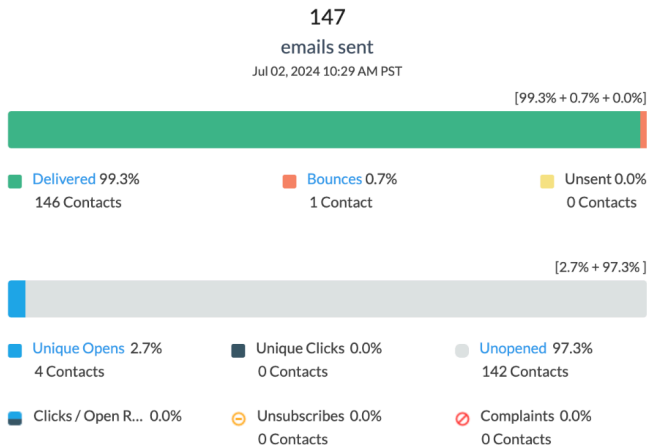 147
emails sent
Jul 02, 2024 10:29 AM PST
[99.3% + 0.7% + 0.0%]
Delivered 99.3%
146 Contacts
Bounces 0.7%
1 Contact
Unsent 0.0%
0 Contacts
[2.7% + 97.3% ]
Unique Opens 2.7%
4 Contacts
Unique Clicks 0.0%
0 Contacts
Unopened 97.3%
142 Contacts
Clicks / Open R... 0.0%
Unsubscribes 0.0%
0 Contacts
Complaints 0.0%
0 Contacts